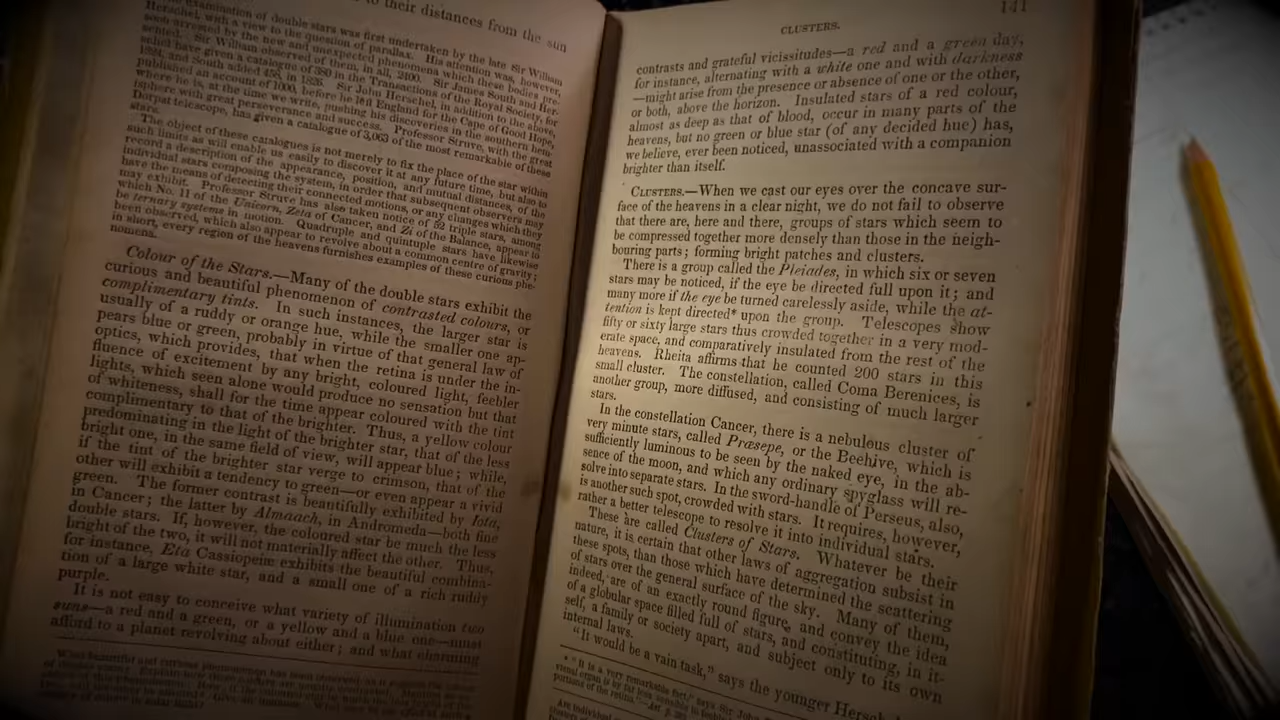 to their distances from the sun
examination of double stars was first undertaken by the late Sir William
Herschel, with a view to the question of parallax. His attention was, however,
soon arrested by the new and unexpected phenomena which these bodies pre-
sented. Sir William observed of them, in all, 2400. Sir James South and Her-
schel have given a catalogue of 380 in the Transactions of the Royal Society, for
1824, and South added 458, in 1826. Sir John Herschel, in addition to the above,
published an account of 1000, before he left England for the Cape of Good Hope,
where he is, at the time we write, pushing his discoveries in the southern hem-
isphere with great perseverance and success. Professor Struve, with the great
Dorpat telescope, has given a catalogue of 3,063 of the most remarkable of these
stars.
The object of these catalogues is not merely to fix the place of the star within
such limits as will enable us easily to discover it at any future time, but also to
record a description of the appearance, position, and mutual distances, of the
individual stars composing the system, in order that subsequent observers may
have the means of detecting their connected motions, or any changes which they
may exhibit. Professor Struve has also taken notice of 52 triple stars, among
which No. 11 of the Unicorn, Zeta of Cancer, and Zi of the Balance, appear to
be ternary systems in motion. Quadruple and quintuple stars have likewise
been observed, which also appear to revolve about a common centre of gravity;
in short, every region of the heavens furnishes examples of these curious phe-
nomena.
Colour of the Stars.—Many of the double stars exhibit the
curious and beautiful phenomenon of contrasted colours, or
complimentary tints. In such instances, the larger star is
usually of a ruddy or orange hue, while the smaller one ap-
pears blue or green, probably in virtue of that general law of
optics, which provides, that when the retina is under the in-
fluence of excitement by any bright, coloured light, feebler
lights, which seen alone would produce no sensation but that
of whiteness, shall for the time appear coloured with the tint
complimentary to that of the brighter. Thus, a yellow colour
predominating in the light of the brighter star, that of the less
bright one, in the same field of view, will appear blue; while,
if the tint of the brighter star verge to crimson, that of the
other will exhibit a tendency to green—or even appear a vivid
green. The former contrast is beautifully exhibited by Iota,
in Cancer; the latter by Almaach, in Andromeda—both fine
double stars. If, however, the coloured star be much the less
bright of the two, it will not materially affect the other. Thus,
for instance, Eta Cassiopeiæ exhibits the beautiful combina-
tion of a large white star, and a small one of a rich ruddy
purple.
It is not easy to conceive what variety of illumination two
suns—a red and a green, or a yellow and a blue one—must
afford to a planet revolving about either; and what charming
CLUSTERS.
141
contrasts and grateful vicissitudes—a red and a green day,
for instance, alternating with a white one and with darkness
—might arise from the presence or absence of one or the other,
or both, above the horizon. Insulated stars of a red colour,
almost as deep as that of blood, occur in many parts of the
heavens, but no green or blue star (of any decided hue) has,
we believe, ever been noticed, unassociated with a companion
brighter than itself.
CLUSTERS.—When we cast our eyes over the concave sur-
face of the heavens in a clear night, we do not fail to observe
that there are, here and there, groups of stars which seem to
be compressed together more densely than those in the neigh-
bouring parts; forming bright patches and clusters.
There is a group called the Pleiades, in which six or seven
stars may be noticed, if the eye be directed full upon it; and
many more if the eye be turned carelessly aside, while the at-
tention is kept directed* upon the group. Telescopes show
fifty or sixty large stars thus crowded together in a very mod-
erate space, and comparatively insulated from the rest of the
heavens. Rheita affirms that he counted 200 stars in this
small cluster. The constellation, called Coma Berenices, is
another group, more diffused, and consisting of much larger
stars.
In the constellation Cancer, there is a nebulous cluster of
very minute stars, called Præsepe, or the Beehive, which is
sufficiently luminous to be seen by the naked eye, in the ab-
sence of the moon, and which any ordinary spyglass will re-
solve into separate stars. In the sword-handle of Perseus, also,
is another such spot, crowded with stars. It requires, however,
rather a better telescope to resolve it into individual stars.
These are called Clusters of Stars. Whatever be their
nature, it is certain that other laws of aggregation subsist in
these spots, than those which have determined the scattering
of stars over the general surface of the sky. Many of them,
indeed, are of an exactly round figure, and convey the idea
of a globular space filled full of stars, and constituting, in it-
self, a family or society apart, and subject only to its own
internal laws.
"It would be a vain task," says the younger Hersch
* "It is a very remarkable fact," says Sir John
visual organ is by far less sensible to feeble
portions of the retina."—Ast. p.
Are individual